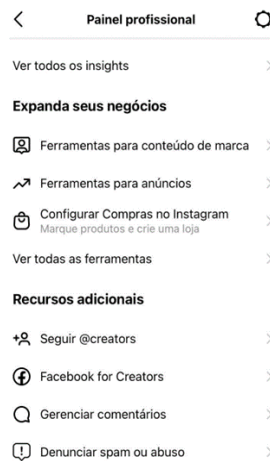 Painel profissional
Ver todos os insights
Expanda seus negócios
Ferramentas para conteúdo de marca
Ferramentas para anúncios
Configurar Compras no Instagram
Marque produtos e crie uma loja
Ver todas as ferramentas
Recursos adicionais
Seguir @creators
Facebook for Creators
Gerenciar comentários
Denunciar spam ou abuso